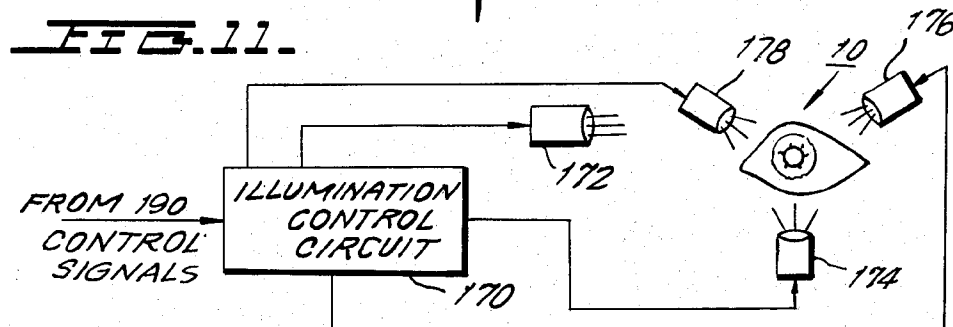 FIG. 11.
176
178
10
172
FROM 190
CONTROL
SIGNALS
ILLUMINATION
CONTROL
CIRCUIT
170
174